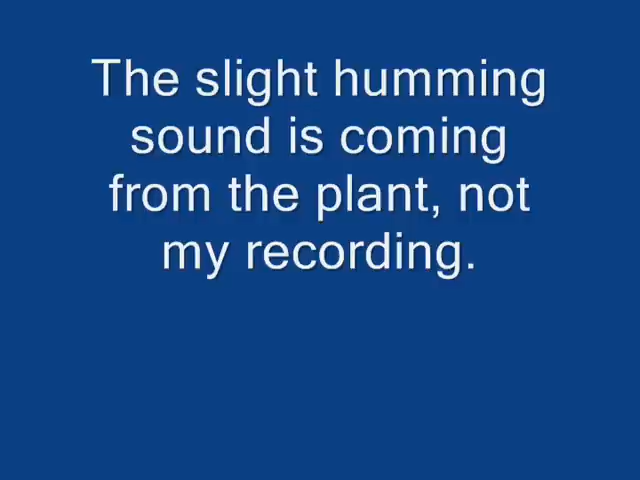 The slight humming
sound is coming
from the plant, not
my recording.